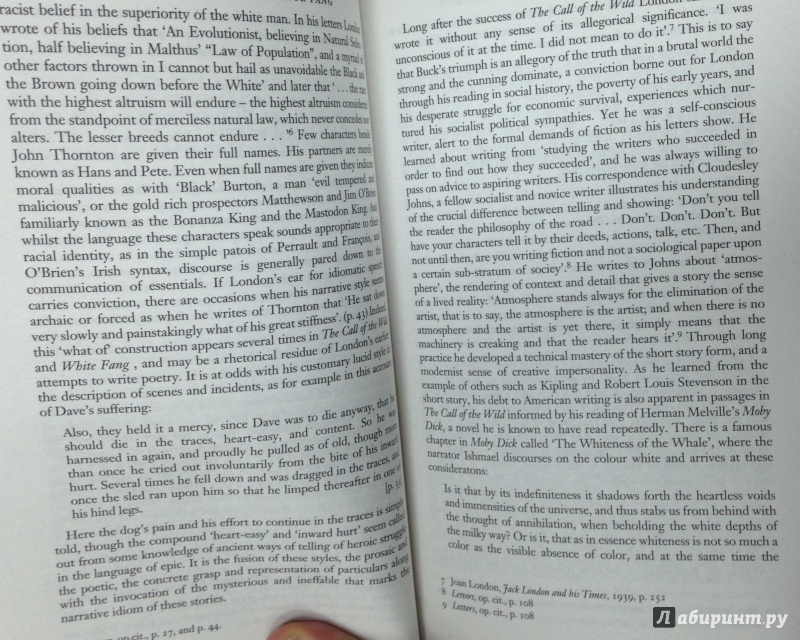 racist belief in the superiority of the white man. In his letters London
wrote of his beliefs that 'An Evolutionist, believing in Natural Selec
tion, half believing in Malthus' "Law of Population", and a myriad of
other factors thrown in I cannot but hail as unavoidable the Black and
the Brown going down before the White' and later that '... the race
with the highest altruism will endure – the highest altruism considered
from the standpoint of merciless natural law, which never concedes nor
alters. The lesser breeds cannot endure . . . '⁶ Few characters beside
John Thornton are given their full names. His partners are merely
known as Hans and Pete. Even when full names are given they indicate
moral qualities as with 'Black' Burton, a man 'evil tempered and
malicious', or the gold rich prospectors Matthewson and Jim O'Brien
familiarly known as the Bonanza King and the Mastodon King. And
whilst the language these characters speak sounds appropriate to their
racial identity, as in the simple patois of Perrault and François, and
O'Brien's Irish syntax, discourse is generally pared down to the
communication of essentials. If London's ear for idiomatic speech
carries conviction, there are occasions when his narrative style seems
archaic or forced as when he writes of Thornton that 'He sat down
very slowly and painstakingly what of his great stiffness'. (p. 43) Indeed,
this 'what of' construction appears several times in The Call of the Wild
and White Fang , and may be a rhetorical residue of London's earlier
attempts to write poetry. It is at odds with his customary lucid style in
the description of scenes and incidents, as for example in this account
of Dave's suffering:
Also, they held it a mercy, since Dave was to die anyway, that he
should die in the traces, heart-easy, and content. So he was
harnessed in again, and proudly he pulled as of old, though more
than once he cried out involuntarily from the bite of his inward
hurt. Several times he fell down and was dragged in the traces, and
once the sled ran upon him so that he limped thereafter in one of
his hind legs. [p. 33]
Here the dog's pain and his effort to continue in the traces is simply
told, though the compound 'heart-easy' and 'inward hurt' seem called
out from some knowledge of ancient ways of telling of heroic struggle
in the language of epic. It is the fusion of these styles, the prosaic and
the poetic, the concrete grasp and representation of particulars along
with the invocation of the mysterious and ineffable that marks the
narrative idiom of these stories.
op. cit., p. 27, and p. 44.
Long after the success of The Call of the Wild London
wrote it without any sense of its allegorical significance. 'I was
unconscious of it at the time. I did not mean to do it'.⁷ This is to say
that Buck's triumph is an allegory of the truth that in a brutal world the
strong and the cunning dominate, a conviction borne out for London
through his reading in social history, the poverty of his early years, and
his desperate struggle for economic survival, experiences which nur-
tured his socialist political sympathies. Yet he was a self-conscious
writer, alert to the formal demands of fiction as his letters show. He
learned about writing from 'studying the writers who succeeded in
order to find out how they succeeded', and he was always willing to
pass on advice to aspiring writers. His correspondence with Cloudesley
Johns, a fellow socialist and novice writer illustrates his understanding
of the crucial difference between telling and showing: 'Don't you tell
the reader the philosophy of the road . . . Don't. Don't. Don't. But
have your characters tell it by their deeds, actions, talk, etc. Then, and
not until then, are you writing fiction and not a sociological paper upon
a certain sub-stratum of sociey'.⁸ He writes to Johns about 'atmos-
phere', the rendering of context and detail that gives a story the sense
of a lived reality: 'Atmosphere stands always for the elimination of the
artist, that is to say, the atmosphere is the artist; and when there is no
atmosphere and the artist is yet there, it simply means that the
machinery is creaking and that the reader hears it'.⁹ Through long
practice he developed a technical mastery of the short story form, and a
modernist sense of creative impersonality. As he learned from the
example of others such as Kipling and Robert Louis Stevenson in the
short story, his debt to American writing is also apparent in passages in
The Call of the Wild informed by his reading of Herman Melville's Moby
Dick, a novel he is known to have read repeatedly. There is a famous
chapter in Moby Dick called 'The Whiteness of the Whale', where the
narrator Ishmael discourses on the colour white and arrives at these
consideratons:
Is it that by its indefiniteness it shadows forth the heartless voids
and immensities of the universe, and thus stabs us from behind with
the thought of annihilation, when beholding the white depths of
the milky way? Or is it, that as in essence whiteness is not so much a
color as the visible absence of color, and at the same time the
7 Joan London, Jack London and his Times, 1939, p. 252
8 Letters, op. cit., p. 108
9 Letters, op. cit., p. 108
Лабиринт.ру